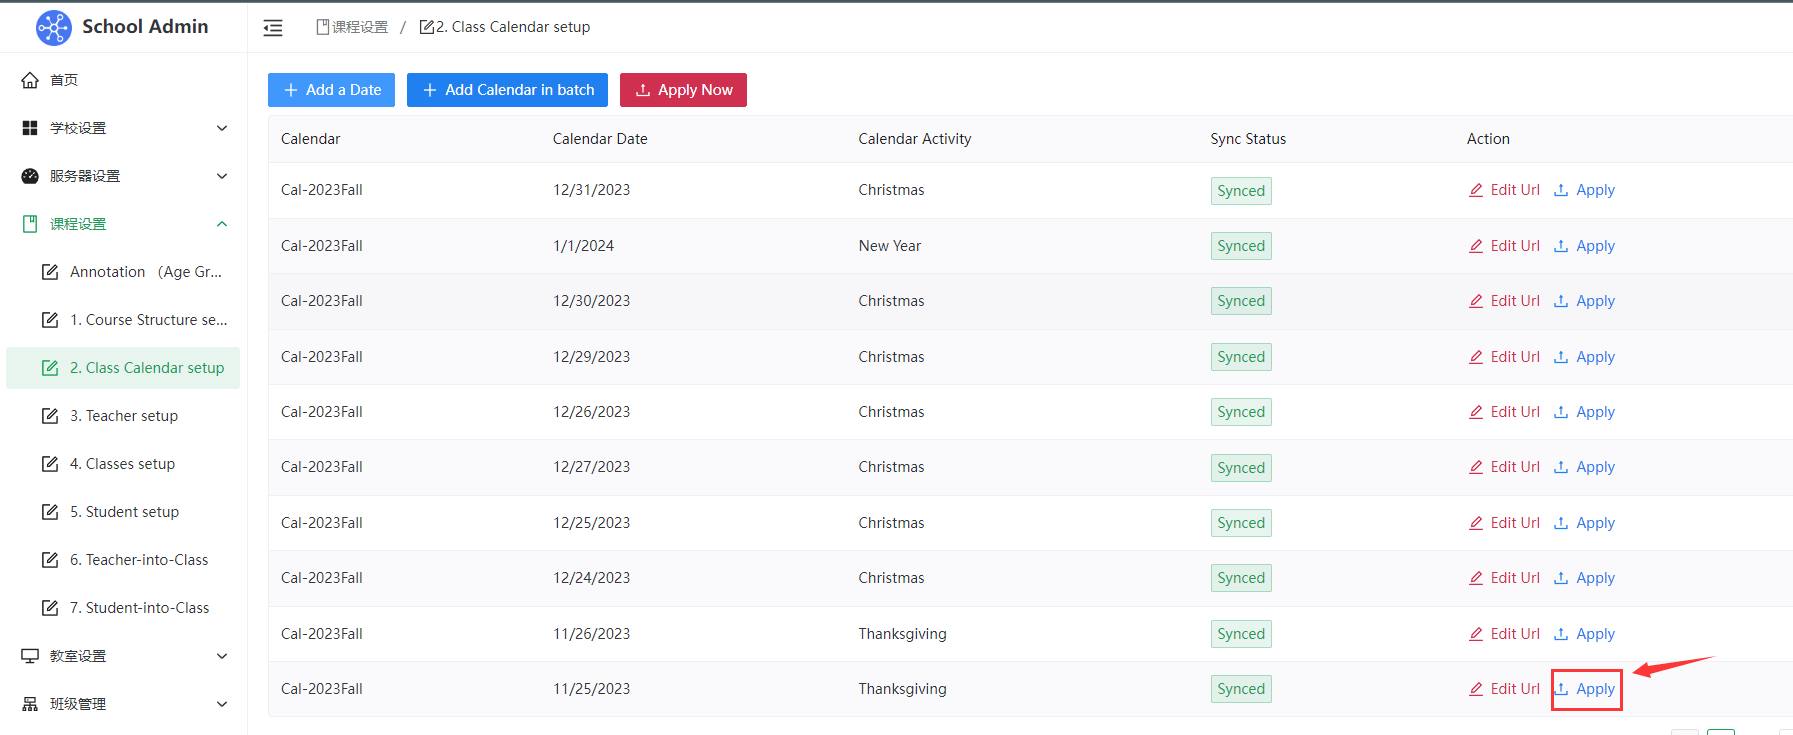 School Admin
课程设置 / 2. Class Calendar setup
首页
学校设置
服务器设置
课程设置
Annotation （Age Gr...
1. Course Structure se...
2. Class Calendar setup
3. Teacher setup
4. Classes setup
5. Student setup
6. Teacher-into-Class
7. Student-into-Class
教室设置
班级管理
Add a Date Add Calendar in batch Apply Now
Calendar Calendar Date Calendar Activity Sync Status Action
Cal-2023Fall 12/31/2023 Christmas Synced Edit Url Apply
Cal-2023Fall 1/1/2024 New Year Synced Edit Url Apply
Cal-2023Fall 12/30/2023 Christmas Synced Edit Url Apply
Cal-2023Fall 12/29/2023 Christmas Synced Edit Url Apply
Cal-2023Fall 12/26/2023 Christmas Synced Edit Url Apply
Cal-2023Fall 12/27/2023 Christmas Synced Edit Url Apply
Cal-2023Fall 12/25/2023 Christmas Synced Edit Url Apply
Cal-2023Fall 12/24/2023 Christmas Synced Edit Url Apply
Cal-2023Fall 11/26/2023 Thanksgiving Synced Edit Url Apply
Cal-2023Fall 11/25/2023 Thanksgiving Synced Edit Url Apply